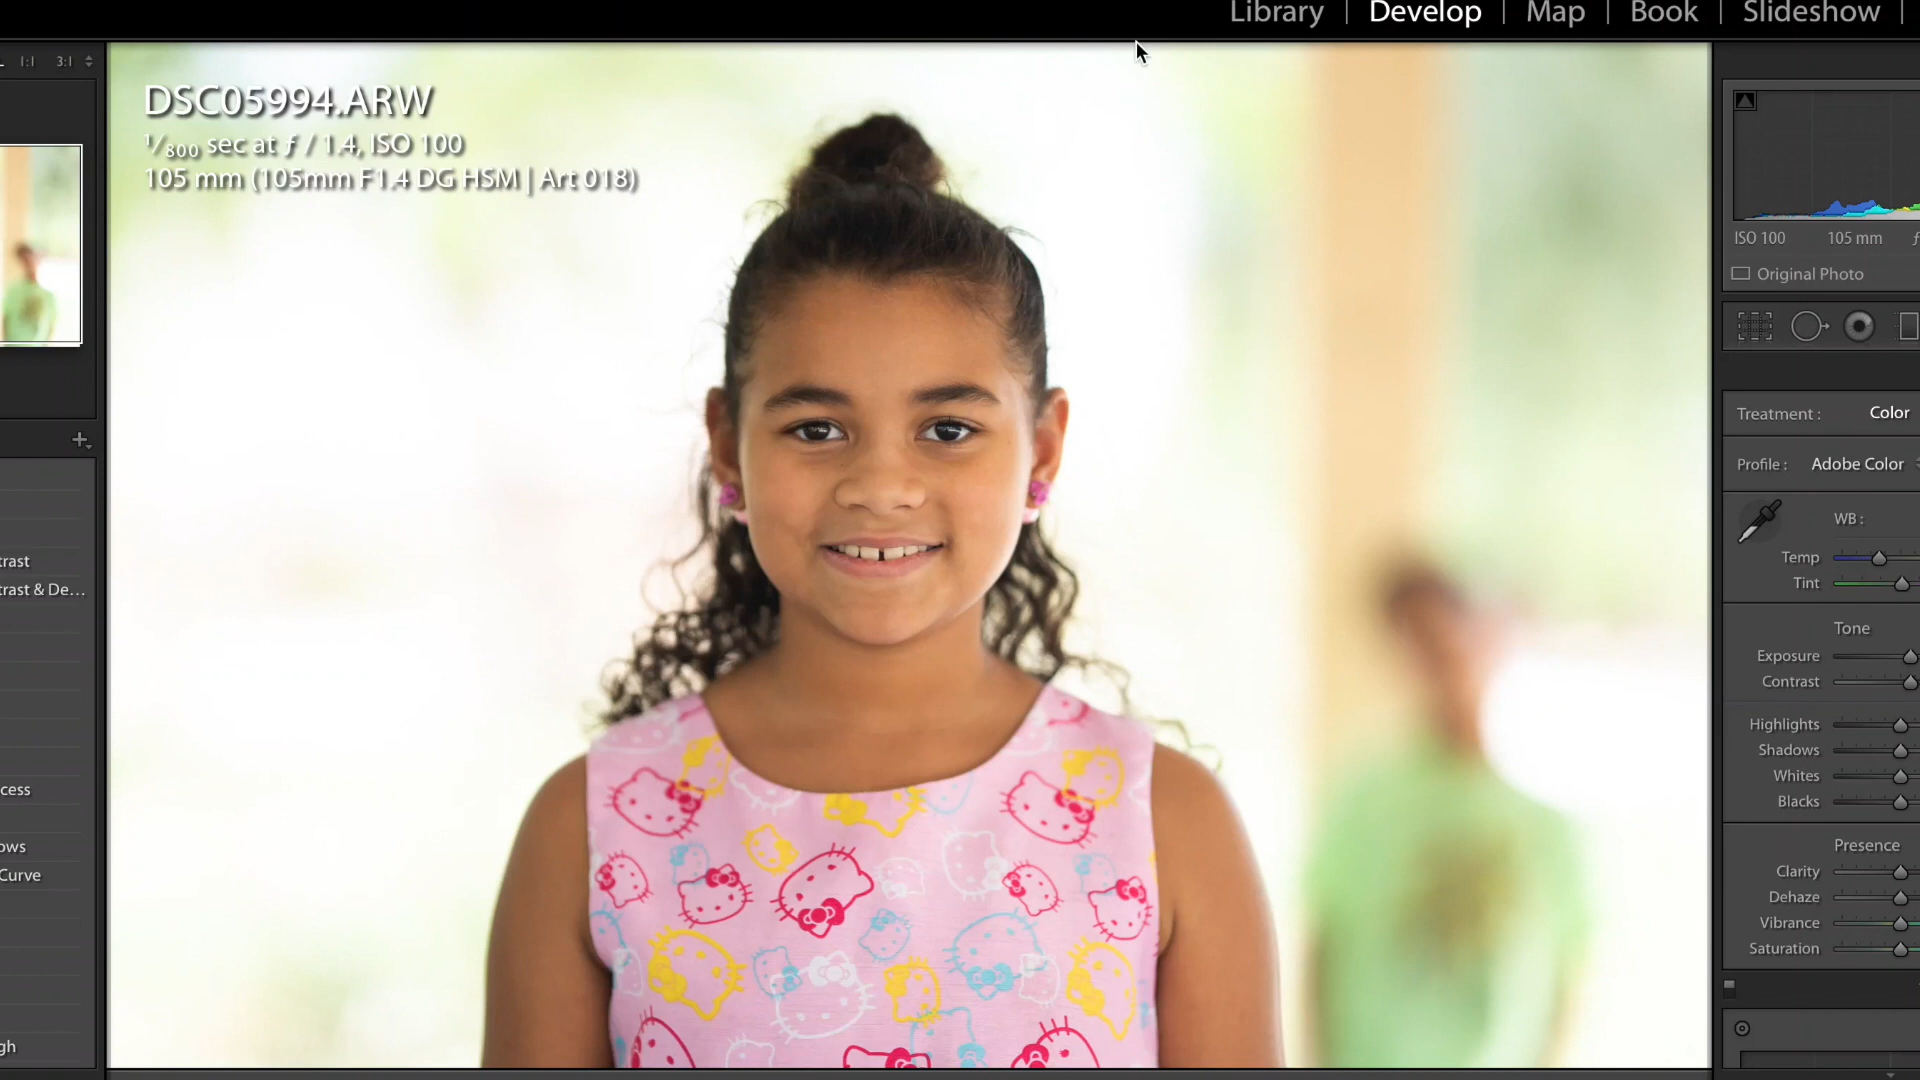 Library | Develop | Map | Book | Slideshow |
1:1 3:1
DSC05994.ARW
1/800 sec at ƒ / 1.4, ISO 100
105 mm (105mm F1.4 DG HSM | Art 018)
trast
trast & De...
cess
ows
Curve
gh
ISO 100 105 mm ƒ
Original Photo
Treatment : Color
Profile : Adobe Color
WB :
Temp
Tint
Tone
Exposure
Contrast
Highlights
Shadows
Whites
Blacks
Presence
Clarity
Dehaze
Vibrance
Saturation